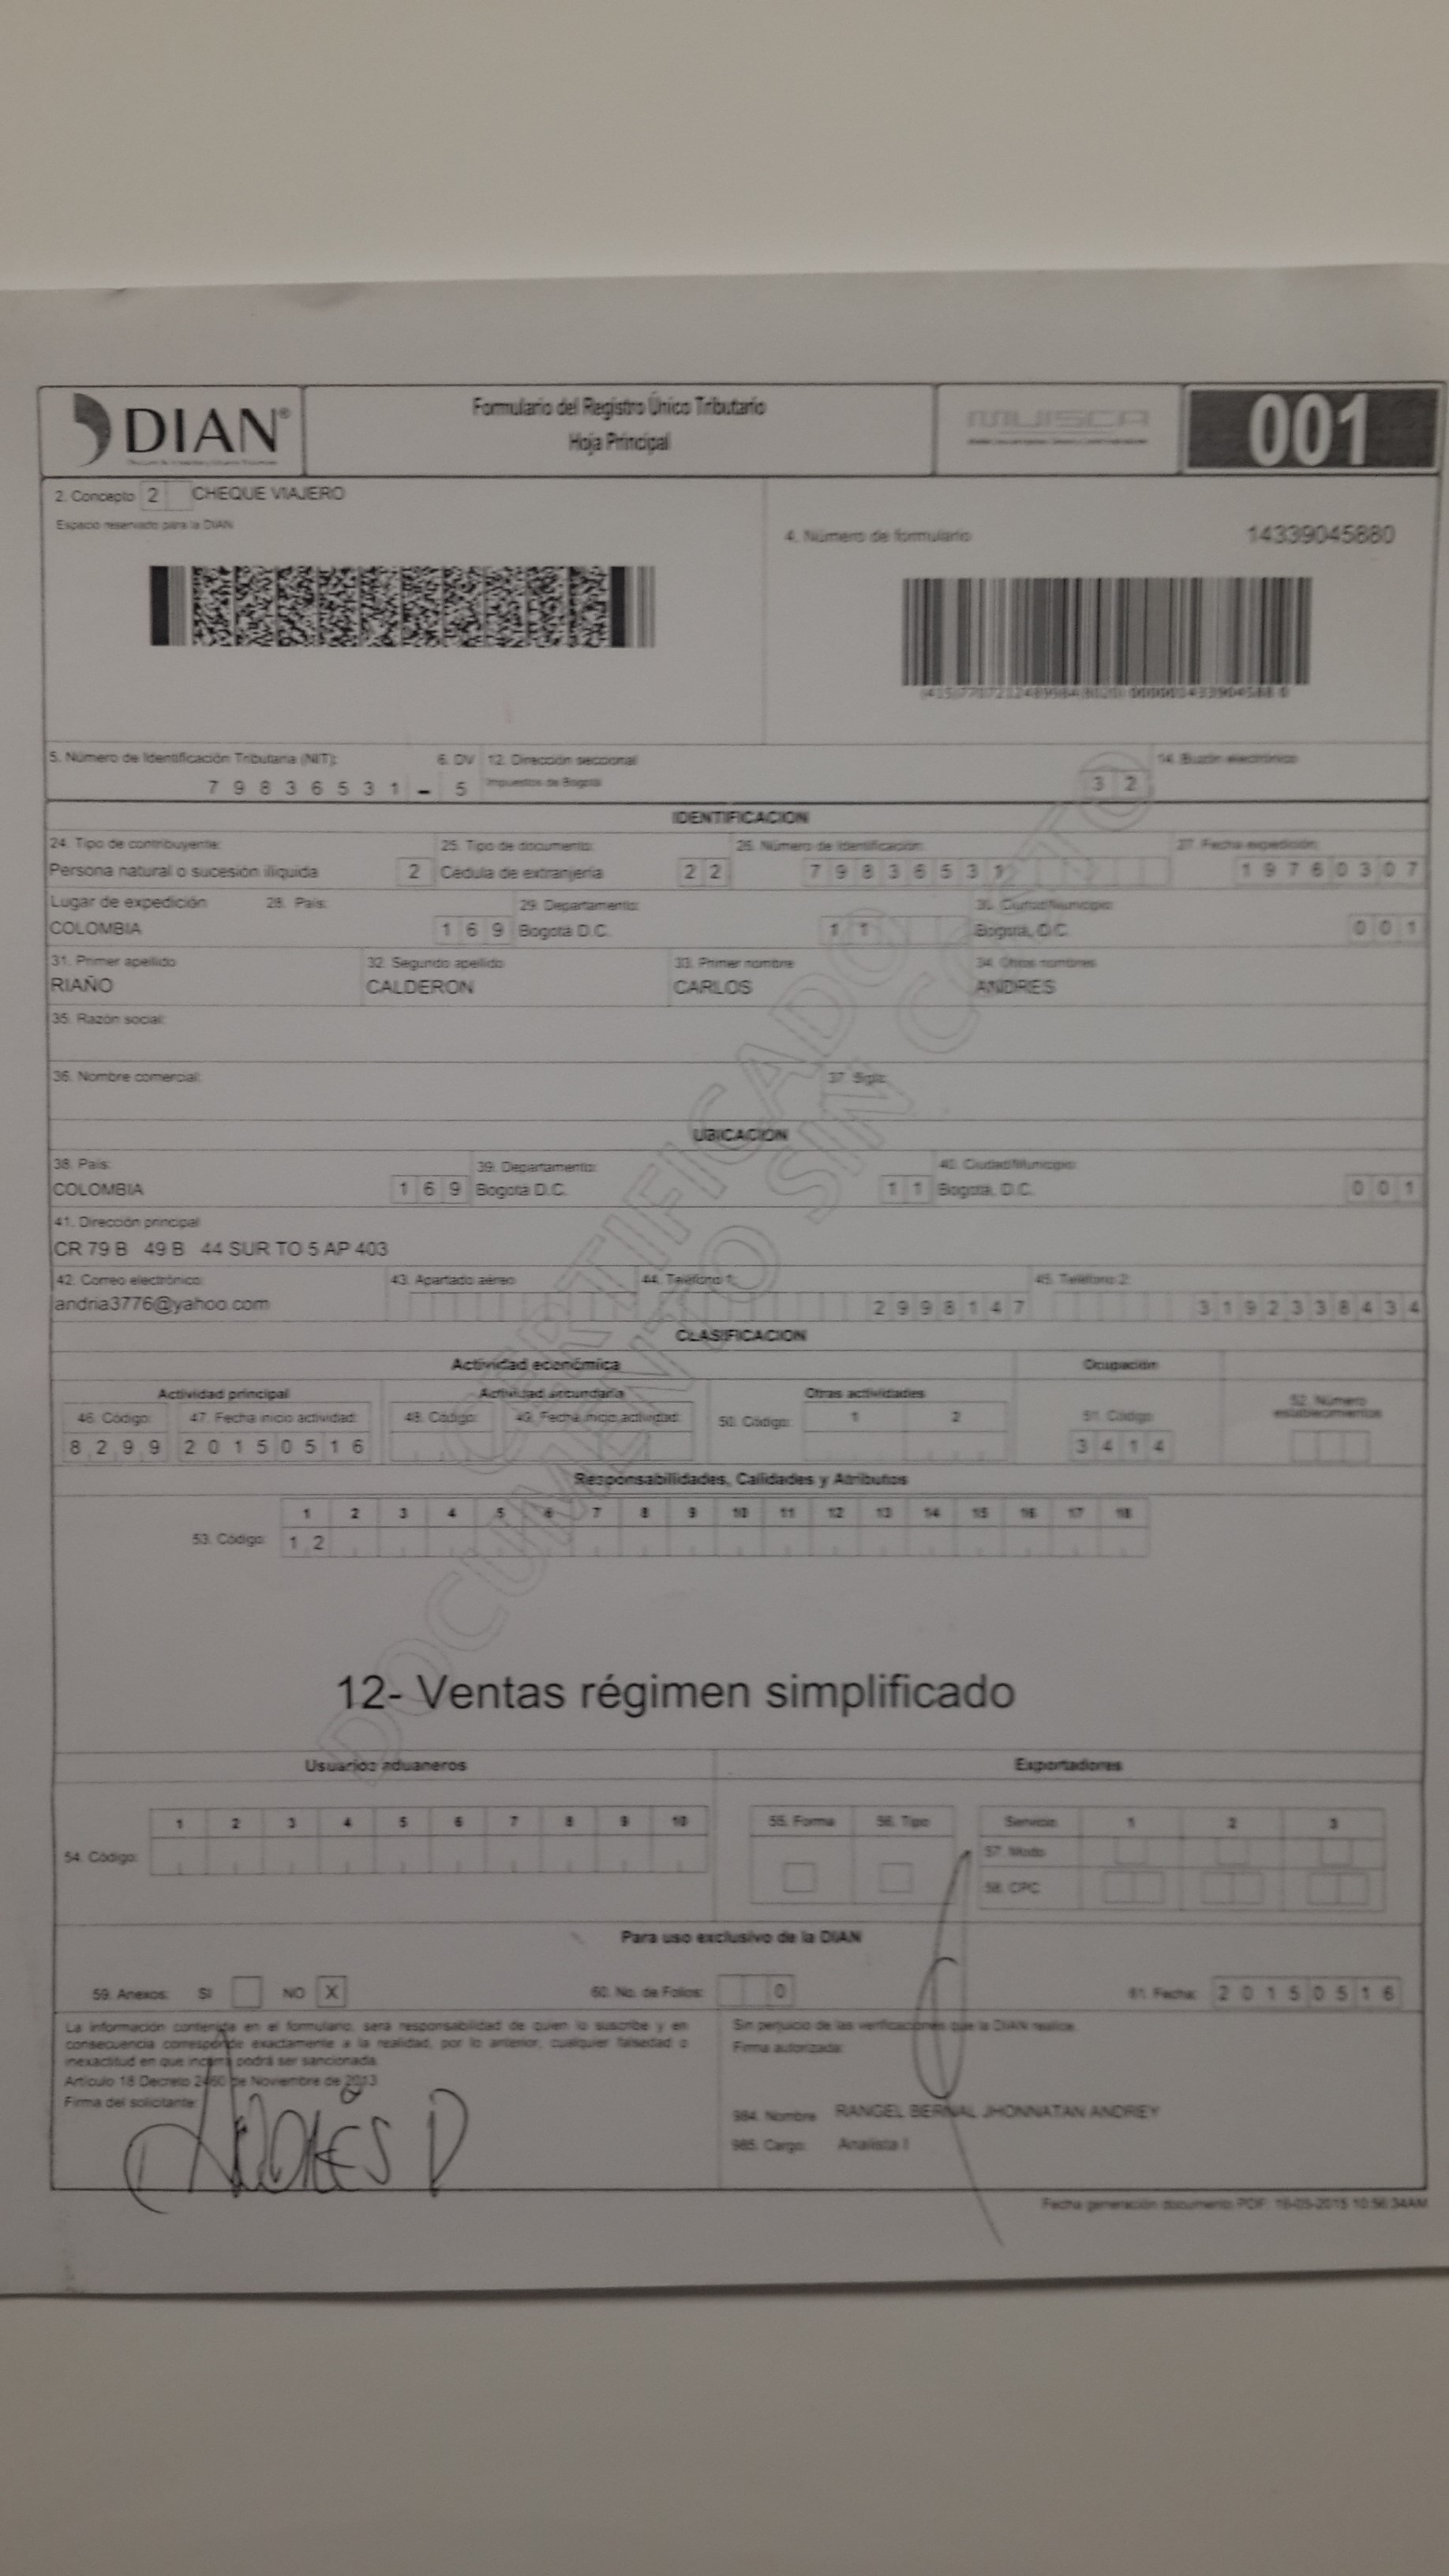 DIAN®
Formulario del Registro Único Tributario
Hoja Principal
MUISCA
001
2. Concepto 2 CHEQUE VIAJERO
Espacio reservado para la DIAN
4. Número de formulario 14339045880
5. Número de Identificación Tributaria (NIT): 6. DV 12. Dirección seccional 14. Buzón electrónico
7 9 8 3 6 5 3 1 - 5 Impuestos de Bogotá 3 2
IDENTIFICACION
24. Tipo de contribuyente: 25. Tipo de documento: 26. Número de Identificación: 27. Fecha expedición:
Persona natural o sucesión ilíquida 2 Cédula de extranjería 2 2 7 9 8 3 6 5 3 1 1 9 7 6 0 3 0 7
Lugar de expedición 28. País: 29. Departamento: 30. Ciudad/Municipio:
COLOMBIA 1 6 9 Bogotá D.C. 1 1 Bogotá, D.C. 0 0 1
31. Primer apellido 32. Segundo apellido 33. Primer nombre 34. Otros nombres
RIAÑO CALDERON CARLOS ANDRES
35. Razón social:
36. Nombre comercial: 37. Sigla:
UBICACION
38. País: 39. Departamento: 40. Ciudad/Municipio:
COLOMBIA 1 6 9 Bogotá D.C. 1 1 Bogotá, D.C. 0 0 1
41. Dirección principal
CR 79 B 49 B 44 SUR TO 5 AP 403
42. Correo electrónico: 43. Apartado aéreo 44. Teléfono 1: 45. Teléfono 2:
andria3776@yahoo.com 2 9 9 8 1 4 7 3 1 9 2 3 3 8 4 3 4
CLASIFICACION
Actividad económica Ocupación
Actividad principal Actividad secundaria Otras actividades 52. Número
establecimientos
46. Código: 47. Fecha inicio actividad: 48. Código: 49. Fecha inicio actividad: 50. Código: 1 2 51. Código
8 2 9 9 2 0 1 5 0 5 1 6 3 4 1 4
Responsabilidades, Calidades y Atributos
1 2 3 4 5 6 7 8 9 10 11 12 13 14 15 16 17 18
53. Código: 1 2
12- Ventas régimen simplificado
CERTIFICADO
DOCUMENTO SIN COSTO
Usuarios aduaneros Exportadores
1 2 3 4 5 6 7 8 9 10 55. Forma 56. Tipo Servicio 1 2 3
54. Código: 57. Modo
58. CPC
Para uso exclusivo de la DIAN
59. Anexos: SI NO X 60. No. de Folios: 0 61. Fecha: 2 0 1 5 0 5 1 6
La información contenida en el formulario, será responsabilidad de quien lo suscribe y en
consecuencia corresponde exactamente a la realidad, por lo anterior, cualquier falsedad o
inexactitud en que incurra podrá ser sancionada.
Artículo 18 Decreto 2460 de Noviembre de 2013
Firma del solicitante:
ANDRÉS R
Sin perjuicio de las verificaciones que la DIAN realice.
Firma autorizada:
984. Nombre RANGEL BERNAL JHONNATAN ANDREY
985. Cargo: Analista I
Fecha generación documento PDF: 16-05-2015 10:56:34AM